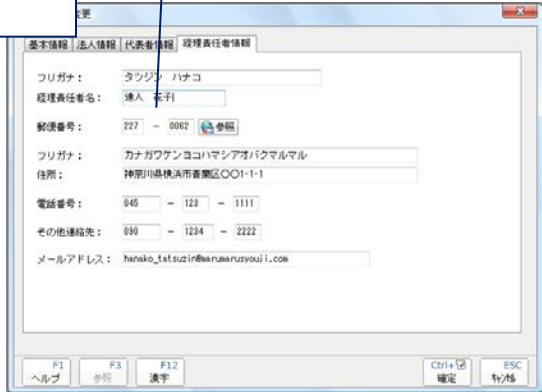 更
基本情報 法人情報 代表者情報 経理責任者情報
フリガナ： タツジン ハナコ
経理責任者名： 達人 花子
郵便番号： 227 - 0062 参照
フリガナ： カナガワケンヨコハマシアオバクマルマル
住所： 神奈川県横浜市青葉区〇〇1-1-1
電話番号： 045 - 123 - 1111
その他連絡先： 090 - 1234 - 2222
メールアドレス： hanako_tatsuzin@marumarusyouji.com
F1 F3 F12 Ctrl+ ESC
ヘルプ 参照 漢字 確定 ｷｬﾝｾﾙ